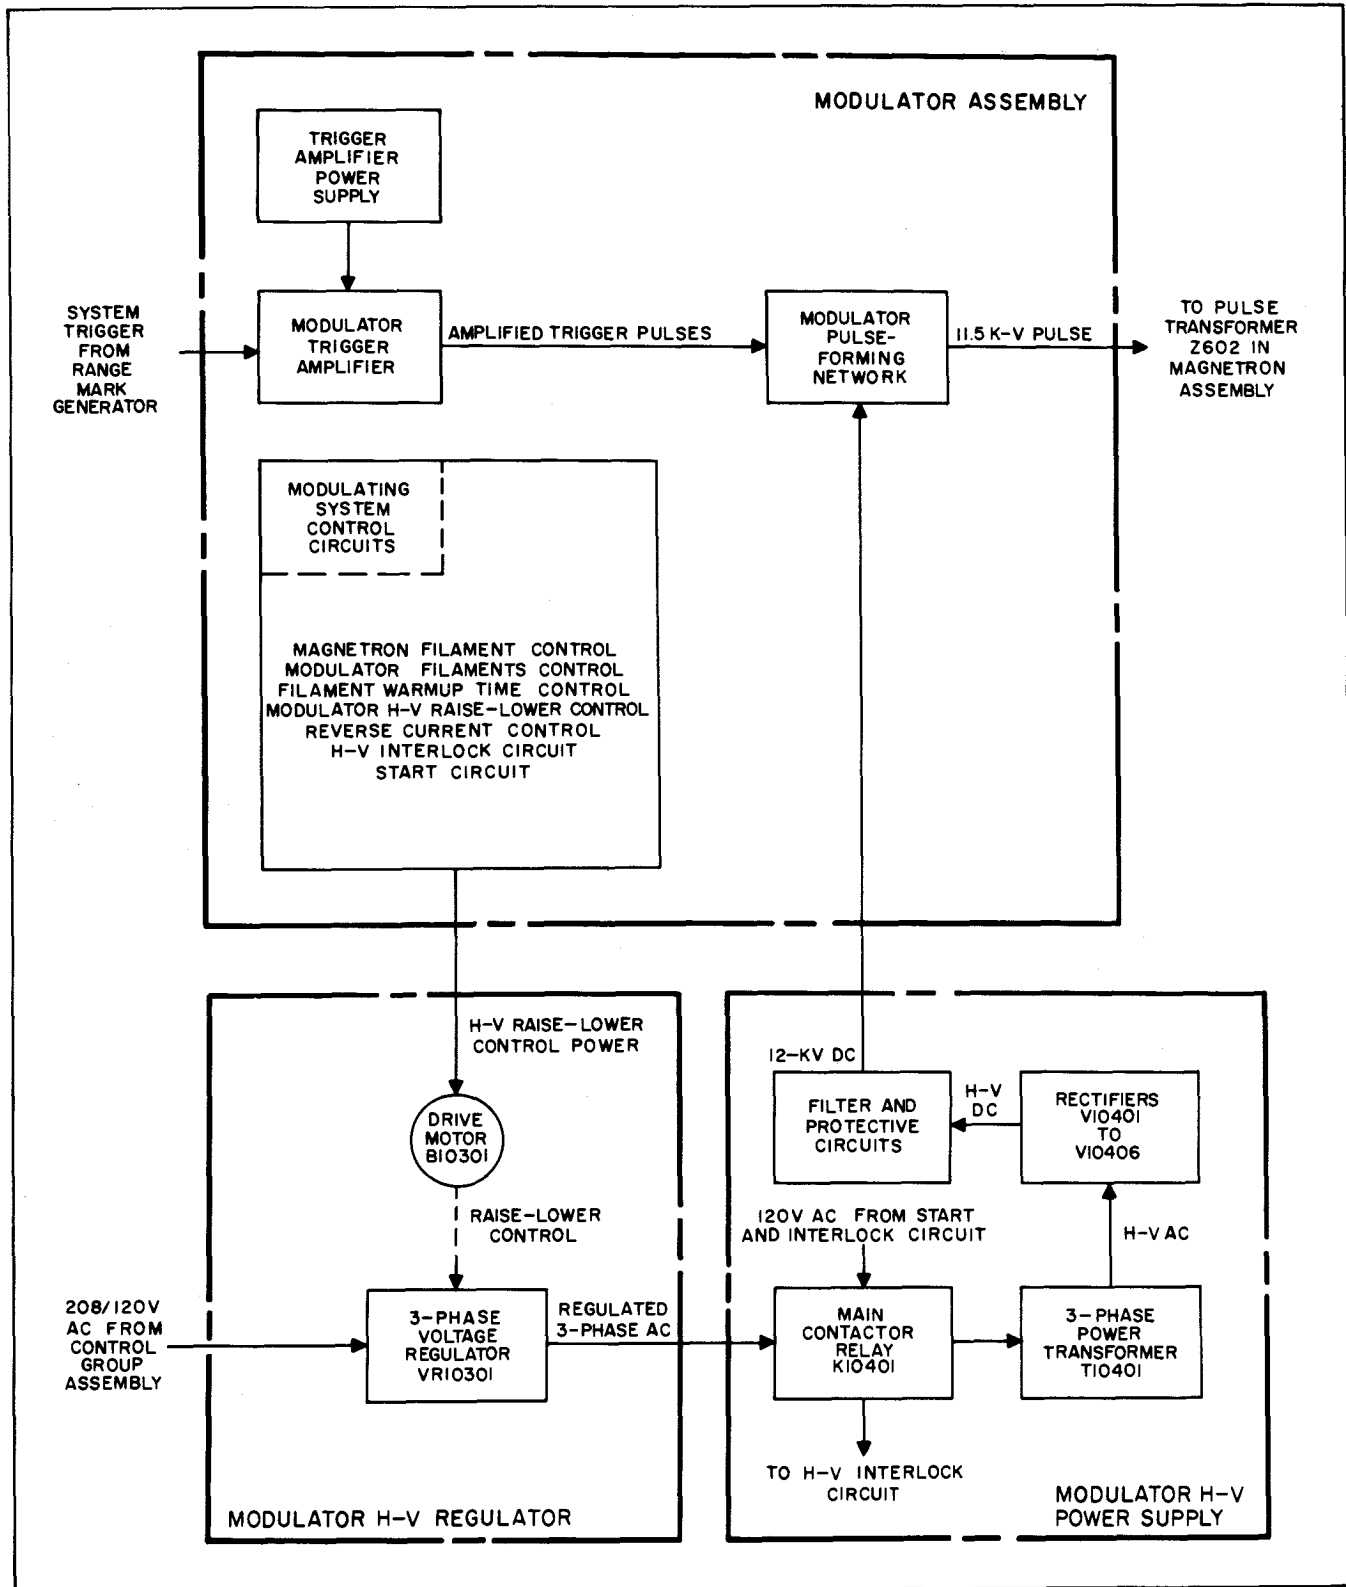 MODULATOR ASSEMBLY
TRIGGER
AMPLIFIER
POWER
SUPPLY
SYSTEM
TRIGGER
FROM
RANGE
MARK
GENERATOR
MODULATOR
TRIGGER
AMPLIFIER
AMPLIFIED TRIGGER PULSES
MODULATOR
PULSE-
FORMING
NETWORK
11.5 K-V PULSE
TO PULSE
TRANSFORMER
Z602 IN
MAGNETRON
ASSEMBLY
MODULATING
SYSTEM
CONTROL
CIRCUITS
MAGNETRON FILAMENT CONTROL
MODULATOR FILAMENTS CONTROL
FILAMENT WARMUP TIME CONTROL
MODULATOR H-V RAISE-LOWER CONTROL
REVERSE CURRENT CONTROL
H-V INTERLOCK CIRCUIT
START CIRCUIT
H-V RAISE-LOWER
CONTROL POWER
DRIVE
MOTOR
B10301
RAISE-LOWER
CONTROL
208/120V
AC FROM
CONTROL
GROUP
ASSEMBLY
3-PHASE
VOLTAGE
REGULATOR
VR10301
REGULATED
3-PHASE AC
MODULATOR H-V REGULATOR
12-KV DC
FILTER AND
PROTECTIVE
CIRCUITS
H-V
DC
RECTIFIERS
V10401
TO
V10406
120V AC FROM START
AND INTERLOCK CIRCUIT
H-V AC
MAIN
CONTACTOR
RELAY
K10401
3-PHASE
POWER
TRANSFORMER
T10401
TO H-V INTERLOCK
CIRCUIT
MODULATOR H-V
POWER SUPPLY